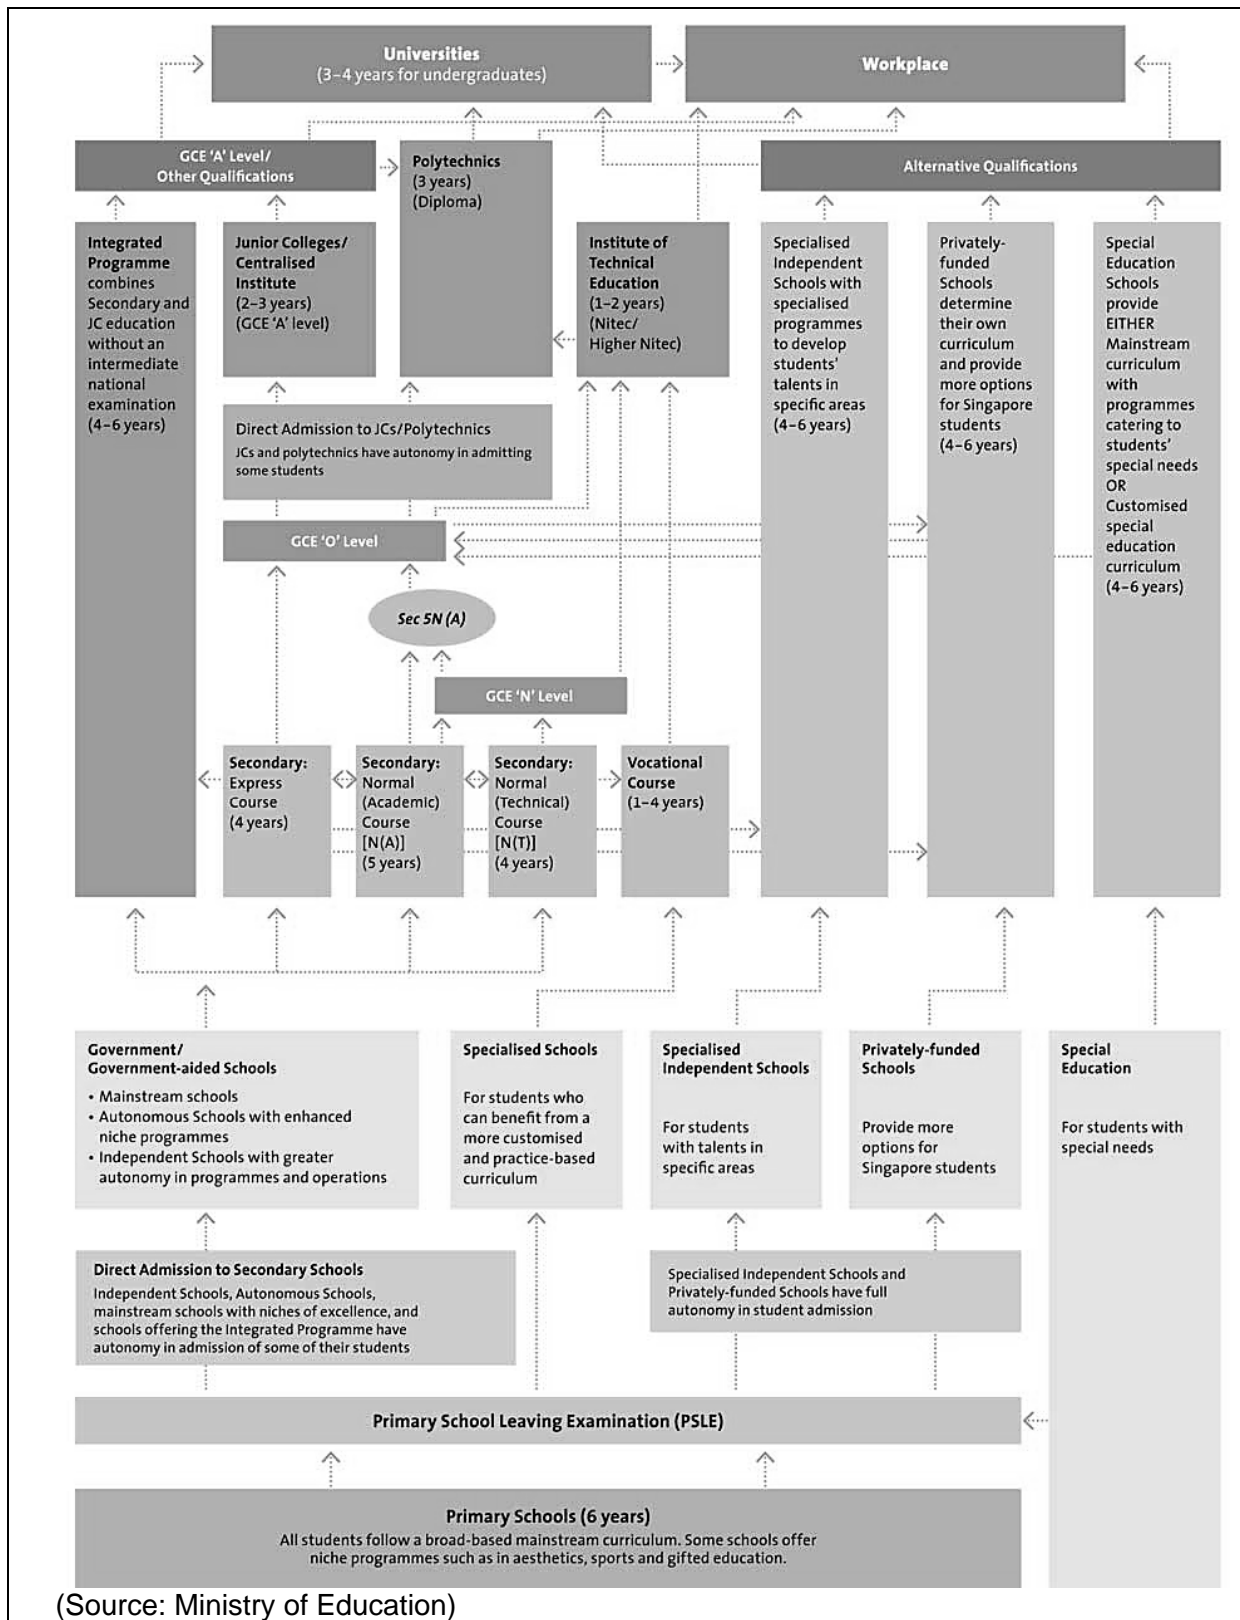 Universities
(3–4 years for undergraduates)
Workplace
GCE ‘A’ Level/
Other Qualifications
Polytechnics
(3 years)
(Diploma)
Alternative Qualifications
Integrated
Programme
combines
Secondary and
JC education
without an
intermediate
national
examination
(4–6 years)
Junior Colleges/
Centralised
Institute
(2–3 years)
(GCE ‘A’ level)
Institute of
Technical
Education
(1–2 years)
(Nitec/
Higher Nitec)
Specialised
Independent
Schools with
specialised
programmes
to develop
students’
talents in
specific areas
(4–6 years)
Privately-
funded
Schools
determine
their own
curriculum
and provide
more options
for Singapore
students
(4–6 years)
Special
Education
Schools
provide
EITHER
Mainstream
curriculum
with
programmes
catering to
students’
special needs
OR
Customised
special
education
curriculum
(4–6 years)
Direct Admission to JCs/Polytechnics
JCs and polytechnics have autonomy in admitting
some students
GCE ‘O’ Level
Sec 5N (A)
GCE ‘N’ Level
Secondary:
Express
Course
(4 years)
Secondary:
Normal
(Academic)
Course
[N(A)]
(5 years)
Secondary:
Normal
(Technical)
Course
[N(T)]
(4 years)
Vocational
Course
(1–4 years)
Government/
Government-aided Schools
• Mainstream schools
• Autonomous Schools with enhanced
niche programmes
• Independent Schools with greater
autonomy in programmes and operations
Specialised Schools
For students who
can benefit from a
more customised
and practice-based
curriculum
Specialised
Independent Schools
For students
with talents in
specific areas
Privately-funded
Schools
Provide more
options for
Singapore students
Special
Education
For students with
special needs
Direct Admission to Secondary Schools
Independent Schools, Autonomous Schools,
mainstream schools with niches of excellence, and
schools offering the Integrated Programme have
autonomy in admission of some of their students
Specialised Independent Schools and
Privately-funded Schools have full
autonomy in student admission
Primary School Leaving Examination (PSLE)
Primary Schools (6 years)
All students follow a broad-based mainstream curriculum. Some schools offer
niche programmes such as in aesthetics, sports and gifted education.
(Source: Ministry of Education)